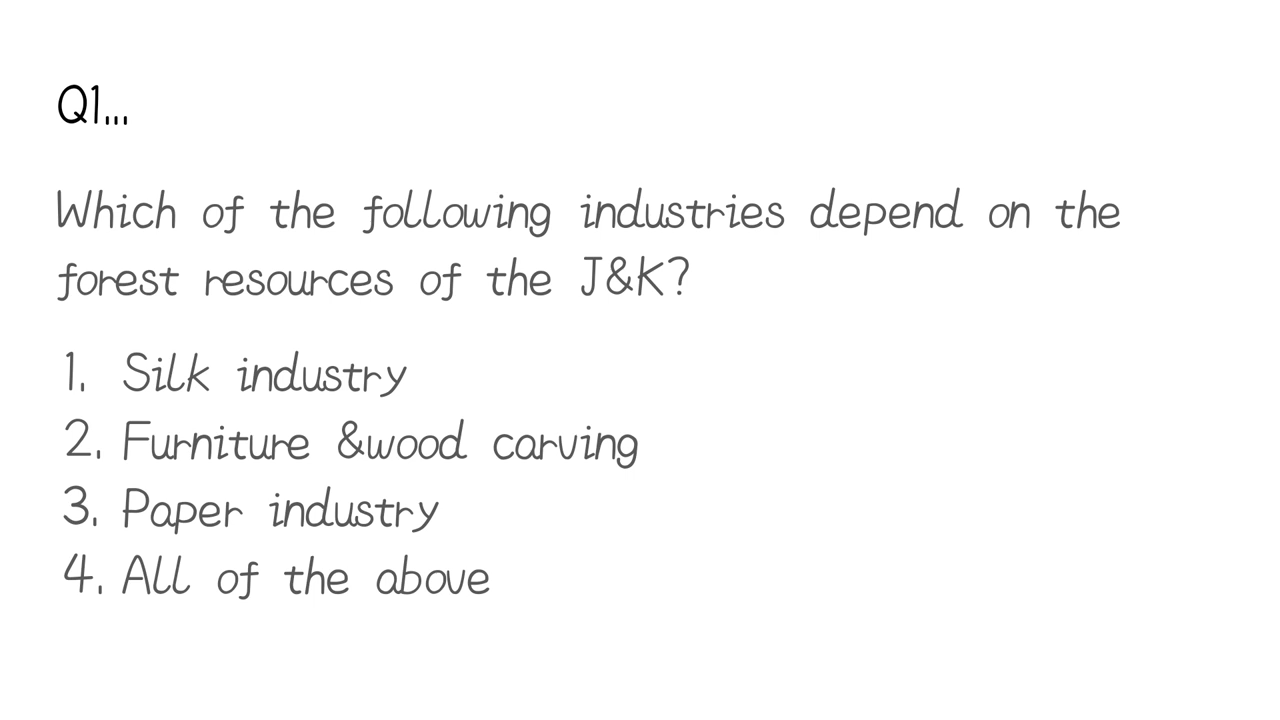 Q1...
Which of the following industries depend on the
forest resources of the J&K?
1. Silk industry
2. Furniture &wood carving
3. Paper industry
4. All of the above